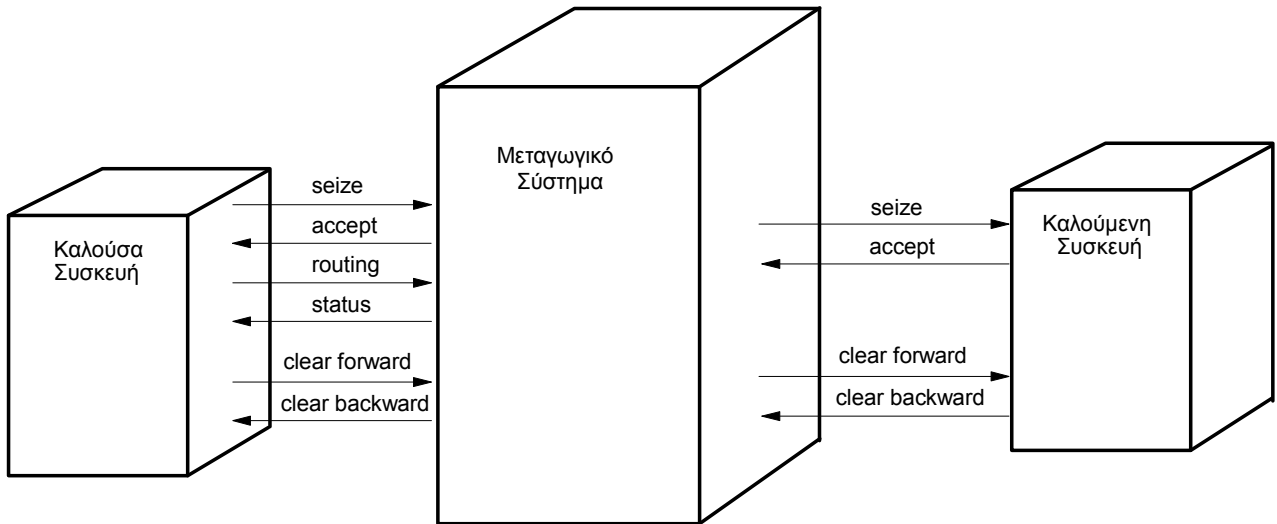 Μεταγωγικό
Σύστημα
Καλούσα
Συσκευή
seize
accept
routing
status
clear forward
clear backward
seize
accept
clear forward
clear backward
Καλούμενη
Συσκευή